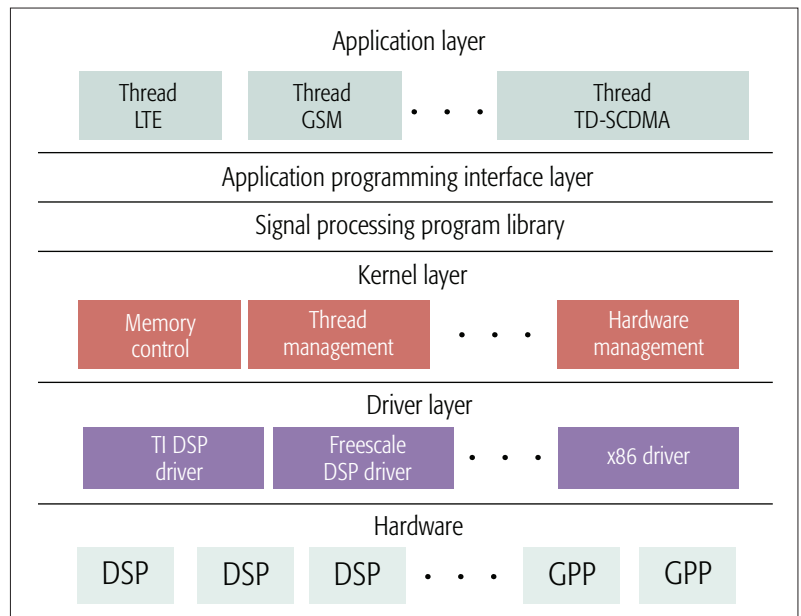 Application layer
Thread
LTE
Thread
GSM
. . .
Thread
TD-SCDMA
Application programming interface layer
Signal processing program library
Kernel layer
Memory
control
Thread
management
. . .
Hardware
management
Driver layer
TI DSP
driver
Freescale
DSP driver
. . .
x86 driver
Hardware
DSP
DSP
DSP
. . .
GPP
GPP